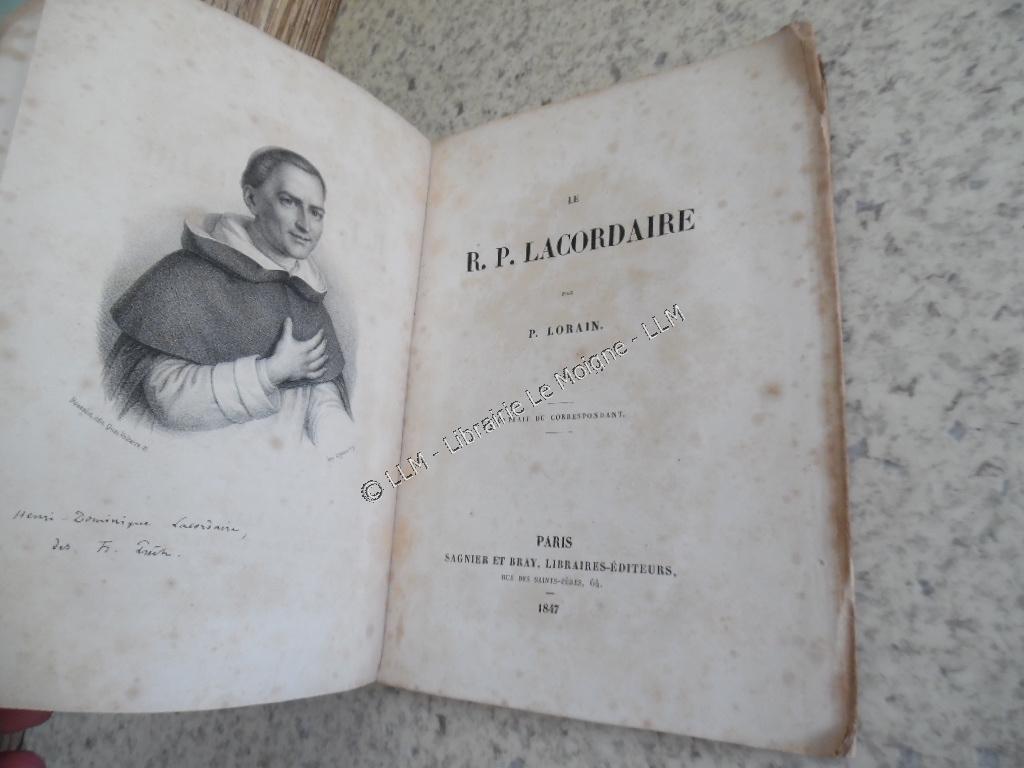 Henri-Dominique Lacordaire,
des Fr. Prêch.
LE
R. P. LACORDAIRE
PAR
P. LORAIN.
DU CORRESPONDANT.
PARIS
SAGNIER ET BRAY, LIBRAIRES-ÉDITEURS,
RUE DES SAINTS-PÈRES, 64.
1847
© LLM - Librairie Le Moigne - LLM